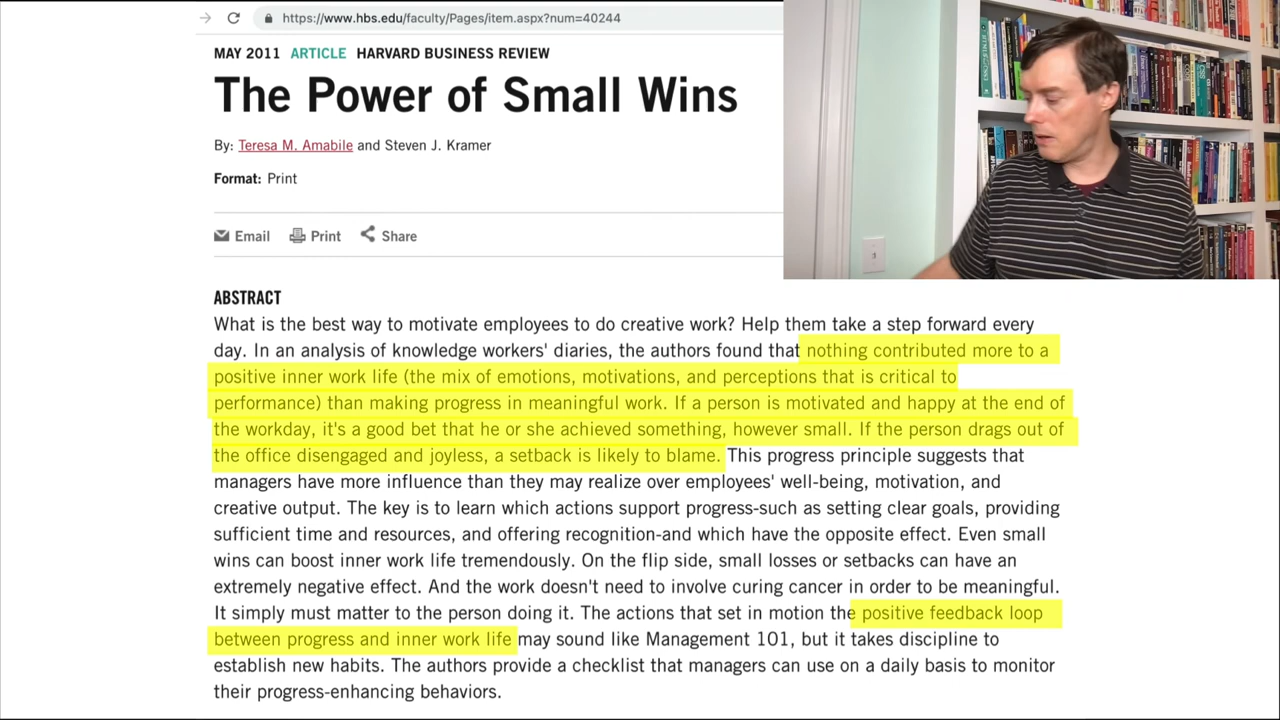 https://www.hbs.edu/faculty/Pages/item.aspx?num=40244
MAY 2011 ARTICLE HARVARD BUSINESS REVIEW
The Power of Small Wins
By: Teresa M. Amabile and Steven J. Kramer
Format: Print
Email Print Share
ABSTRACT
What is the best way to motivate employees to do creative work? Help them take a step forward every
day. In an analysis of knowledge workers' diaries, the authors found that nothing contributed more to a
positive inner work life (the mix of emotions, motivations, and perceptions that is critical to
performance) than making progress in meaningful work. If a person is motivated and happy at the end of
the workday, it's a good bet that he or she achieved something, however small. If the person drags out of
the office disengaged and joyless, a setback is likely to blame. This progress principle suggests that
managers have more influence than they may realize over employees' well-being, motivation, and
creative output. The key is to learn which actions support progress-such as setting clear goals, providing
sufficient time and resources, and offering recognition-and which have the opposite effect. Even small
wins can boost inner work life tremendously. On the flip side, small losses or setbacks can have an
extremely negative effect. And the work doesn't need to involve curing cancer in order to be meaningful.
It simply must matter to the person doing it. The actions that set in motion the positive feedback loop
between progress and inner work life may sound like Management 101, but it takes discipline to
establish new habits. The authors provide a checklist that managers can use on a daily basis to monitor
their progress-enhancing behaviors.